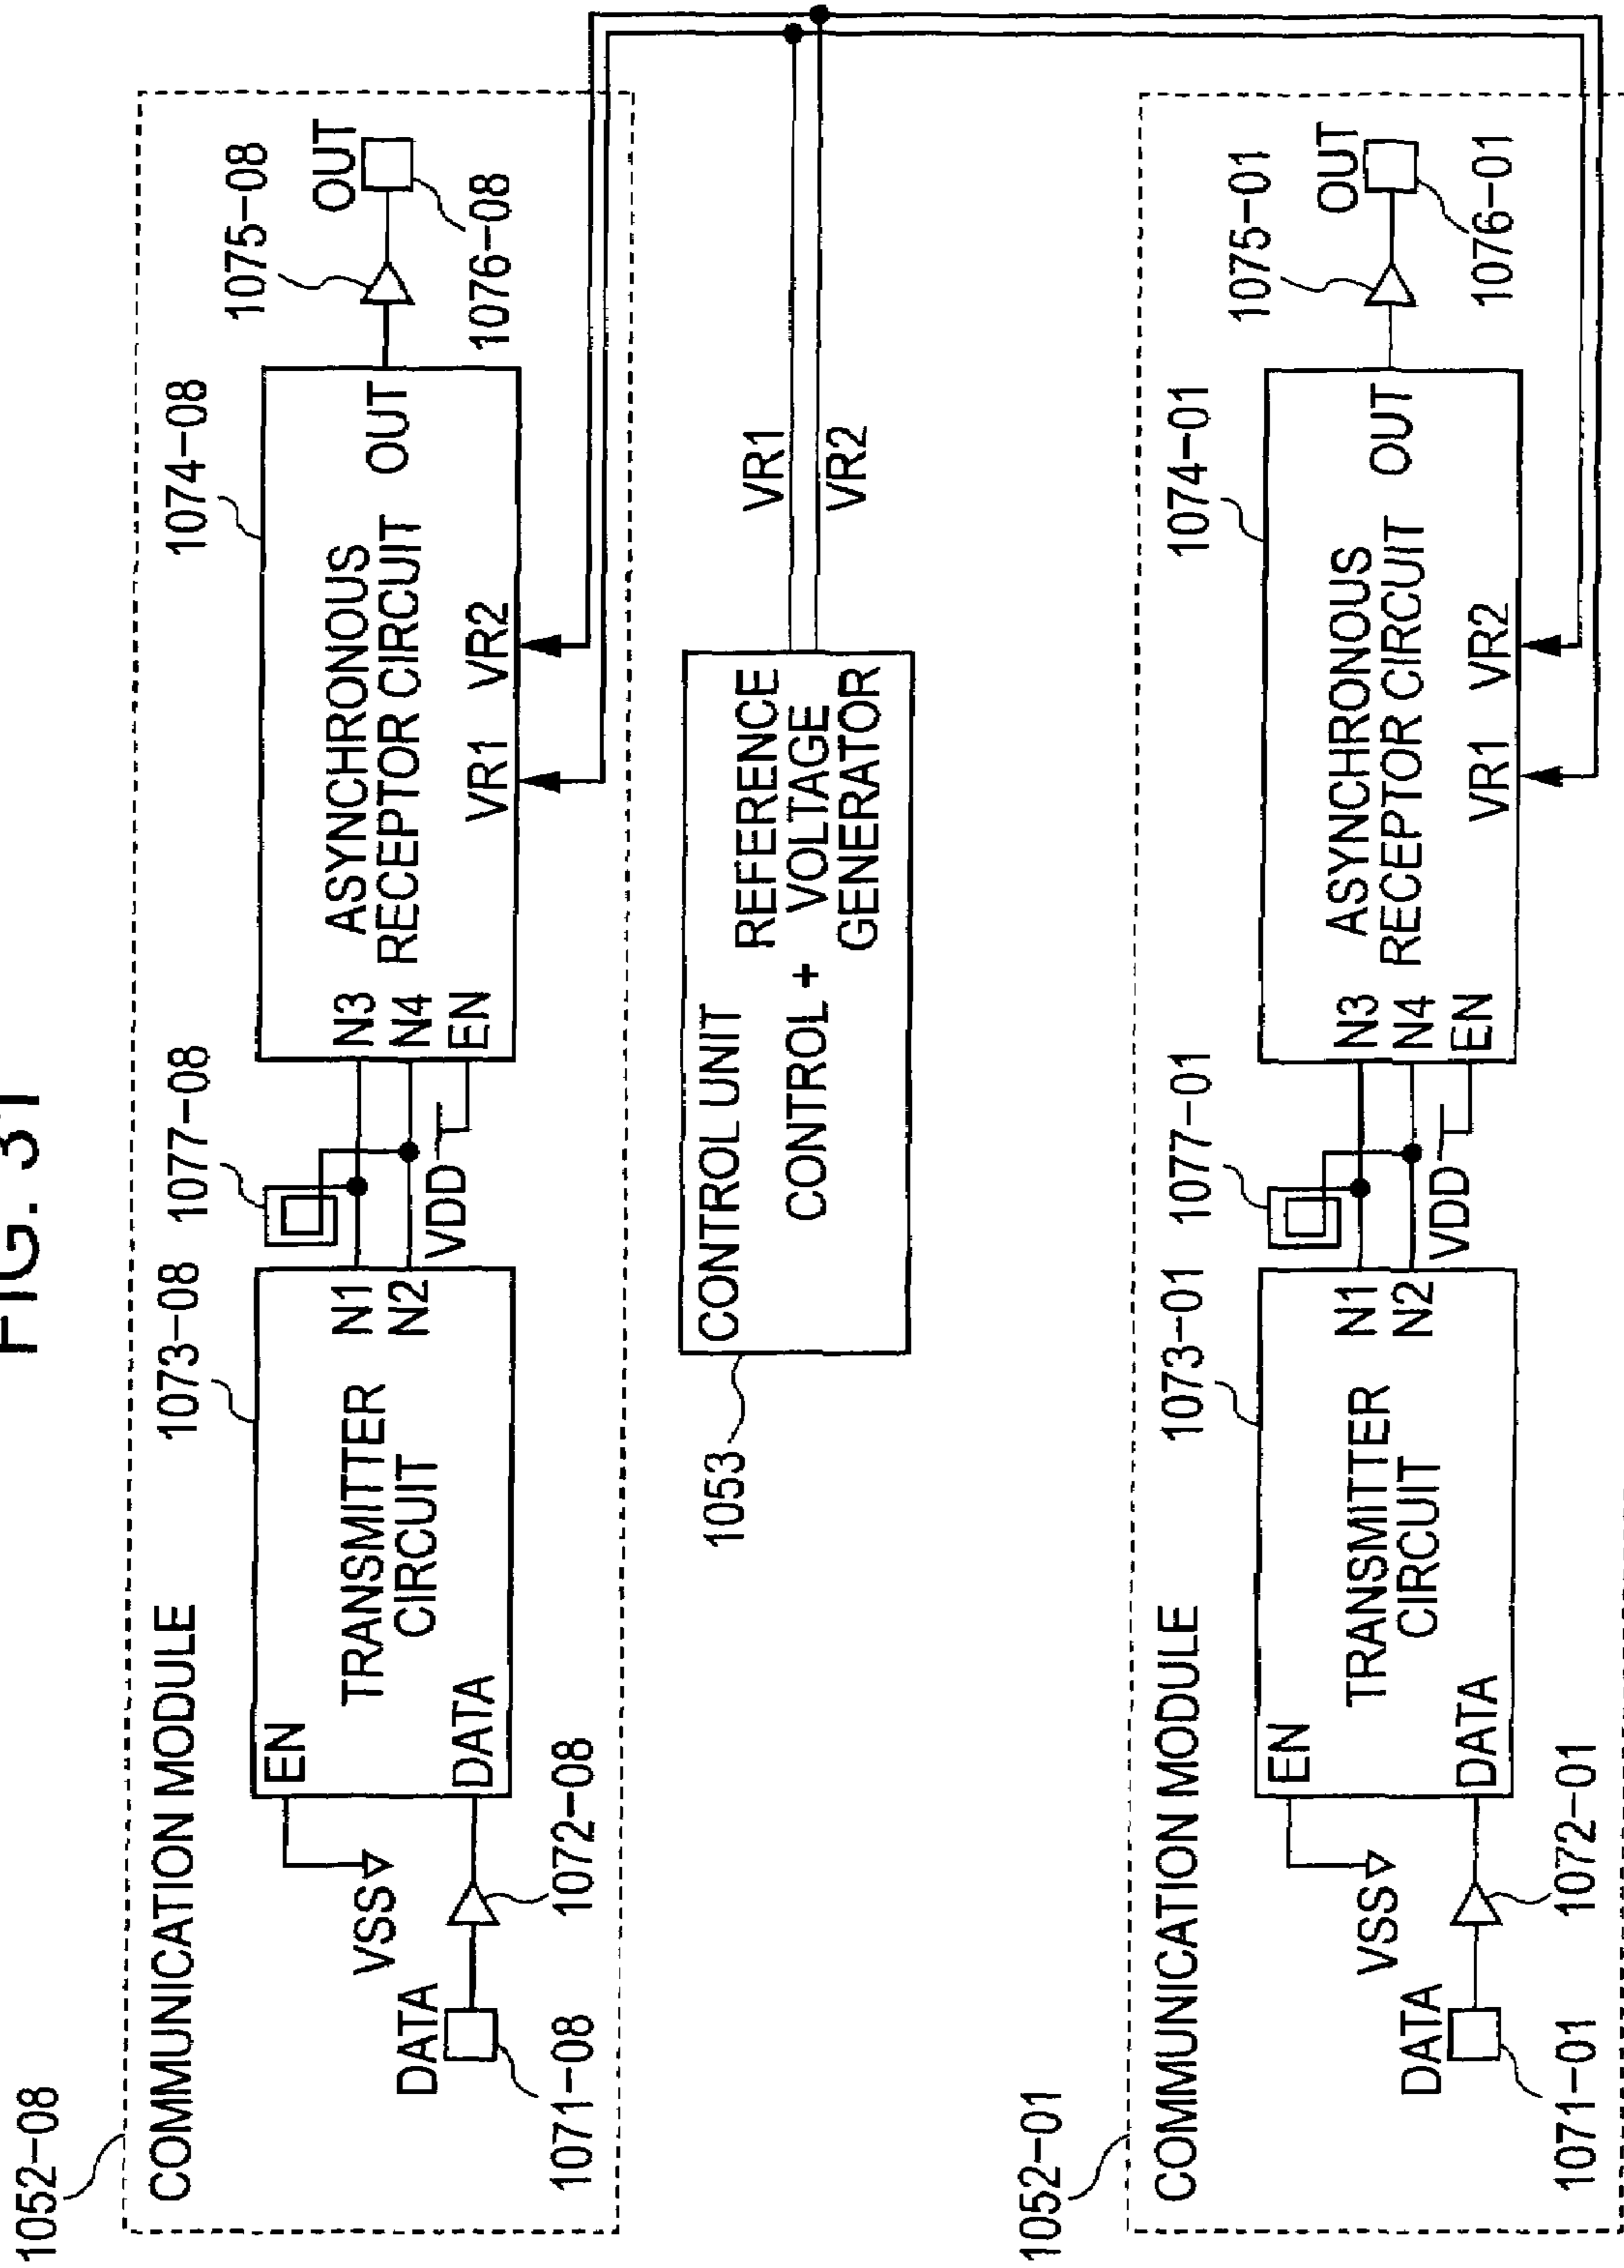 FIG. 31
1052-08
COMMUNICATION MODULE
1073-08
1077-08
1074-08
1075-08
EN
TRANSMITTER
CIRCUIT
N1
N2
DATA
VSS
DATA
1071-08
1072-08
VDD
N3
N4
EN
ASYNCHRONOUS
RECEPTOR CIRCUIT
OUT
VR1
VR2
OUT
1076-08
1053
CONTROL UNIT
CONTROL +
REFERENCE
VOLTAGE
GENERATOR
VR1
VR2
1052-01
COMMUNICATION MODULE
1073-01
1077-01
1074-01
1075-01
EN
TRANSMITTER
CIRCUIT
N1
N2
DATA
VSS
DATA
1071-01
1072-01
VDD
N3
N4
EN
ASYNCHRONOUS
RECEPTOR CIRCUIT
OUT
VR1
VR2
OUT
1076-01